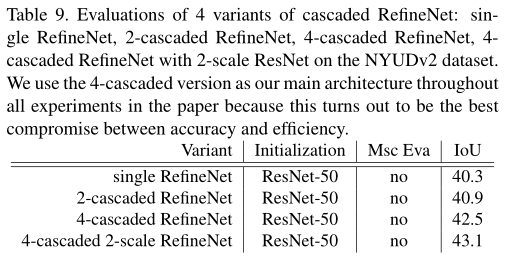 Table 9. Evaluations of 4 variants of cascaded RefineNet: sin-
gle RefineNet, 2-cascaded RefineNet, 4-cascaded RefineNet, 4-
cascaded RefineNet with 2-scale ResNet on the NYUDv2 dataset.
We use the 4-cascaded version as our main architecture throughout
all experiments in the paper because this turns out to be the best
compromise between accuracy and efficiency.
Variant Initialization Msc Eva IoU
single RefineNet ResNet-50 no 40.3
2-cascaded RefineNet ResNet-50 no 40.9
4-cascaded RefineNet ResNet-50 no 42.5
4-cascaded 2-scale RefineNet ResNet-50 no 43.1